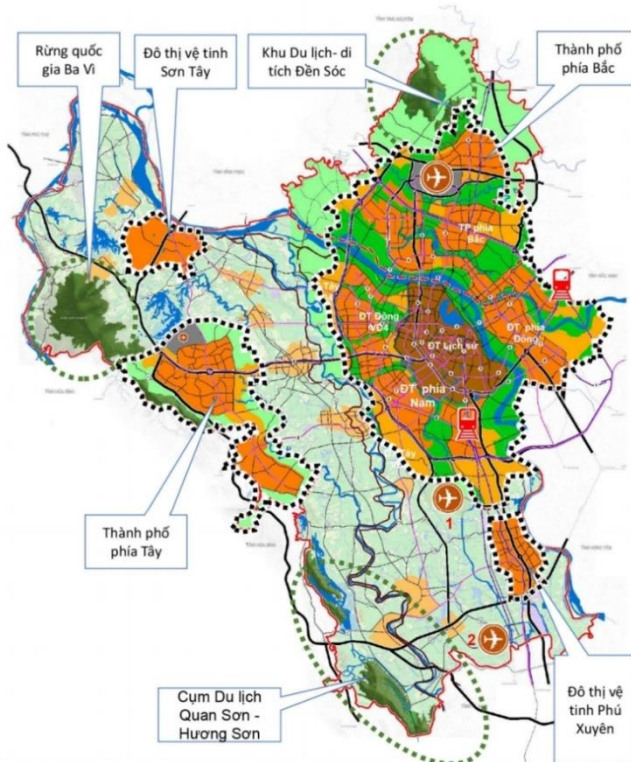 Rừng quốc
gia Ba Vì
Đô thị vệ tinh
Sơn Tây
Khu Du lịch- di
tích Đền Sóc
Thành phố
phía Bắc
TP phía
Bắc
Tây
ĐT Đông
VĐ4
ĐT Lịch sử
ĐT phía
Đông
ĐT phía
Nam
Tây
1
2
Thành phố
phía Tây
Cụm Du lịch
Quan Sơn -
Hương Sơn
Đô thị vệ
tinh Phú
Xuyên